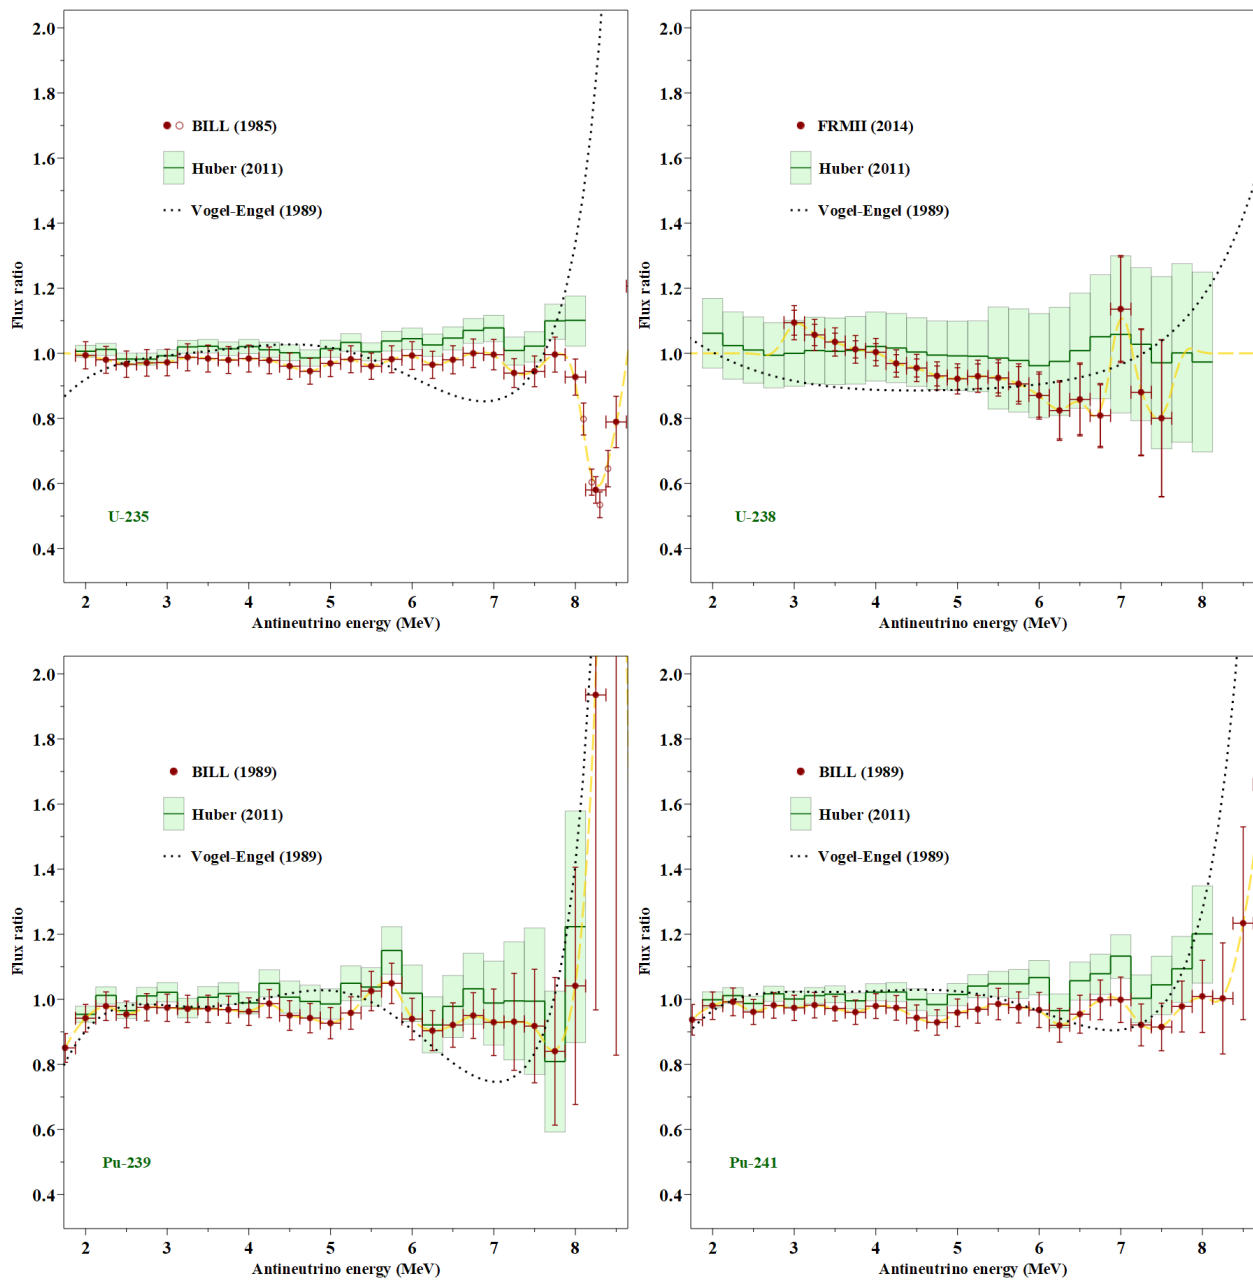 2.0
1.8
1.6
1.4
1.2
1.0
0.8
0.6
0.4
Flux ratio
BILL (1985)
Huber (2011)
Vogel-Engel (1989)
U-235
2 3 4 5 6 7 8
Antineutrino energy (MeV)
2.0
1.8
1.6
1.4
1.2
1.0
0.8
0.6
0.4
Flux ratio
FRMII (2014)
Huber (2011)
Vogel-Engel (1989)
U-238
2 3 4 5 6 7 8
Antineutrino energy (MeV)
2.0
1.8
1.6
1.4
1.2
1.0
0.8
0.6
0.4
Flux ratio
BILL (1989)
Huber (2011)
Vogel-Engel (1989)
Pu-239
2 3 4 5 6 7 8
Antineutrino energy (MeV)
2.0
1.8
1.6
1.4
1.2
1.0
0.8
0.6
0.4
Flux ratio
BILL (1989)
Huber (2011)
Vogel-Engel (1989)
Pu-241
2 3 4 5 6 7 8
Antineutrino energy (MeV)